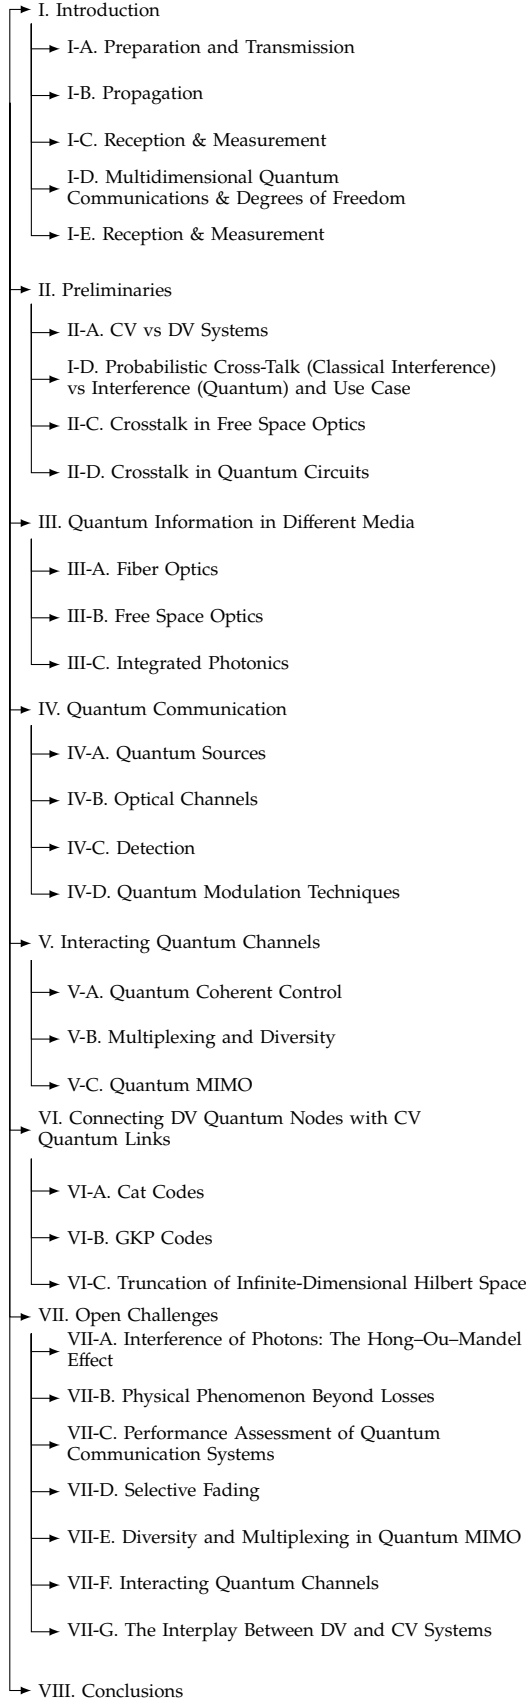 I. Introduction
I-A. Preparation and Transmission
I-B. Propagation
I-C. Reception & Measurement
I-D. Multidimensional Quantum
Communications & Degrees of Freedom
I-E. Reception & Measurement
II. Preliminaries
II-A. CV vs DV Systems
I-D. Probabilistic Cross-Talk (Classical Interference)
vs Interference (Quantum) and Use Case
II-C. Crosstalk in Free Space Optics
II-D. Crosstalk in Quantum Circuits
III. Quantum Information in Different Media
III-A. Fiber Optics
III-B. Free Space Optics
III-C. Integrated Photonics
IV. Quantum Communication
IV-A. Quantum Sources
IV-B. Optical Channels
IV-C. Detection
IV-D. Quantum Modulation Techniques
V. Interacting Quantum Channels
V-A. Quantum Coherent Control
V-B. Multiplexing and Diversity
V-C. Quantum MIMO
VI. Connecting DV Quantum Nodes with CV
Quantum Links
VI-A. Cat Codes
VI-B. GKP Codes
VI-C. Truncation of Infinite-Dimensional Hilbert Space
VII. Open Challenges
VII-A. Interference of Photons: The Hong–Ou–Mandel
Effect
VII-B. Physical Phenomenon Beyond Losses
VII-C. Performance Assessment of Quantum
Communication Systems
VII-D. Selective Fading
VII-E. Diversity and Multiplexing in Quantum MIMO
VII-F. Interacting Quantum Channels
VII-G. The Interplay Between DV and CV Systems
VIII. Conclusions